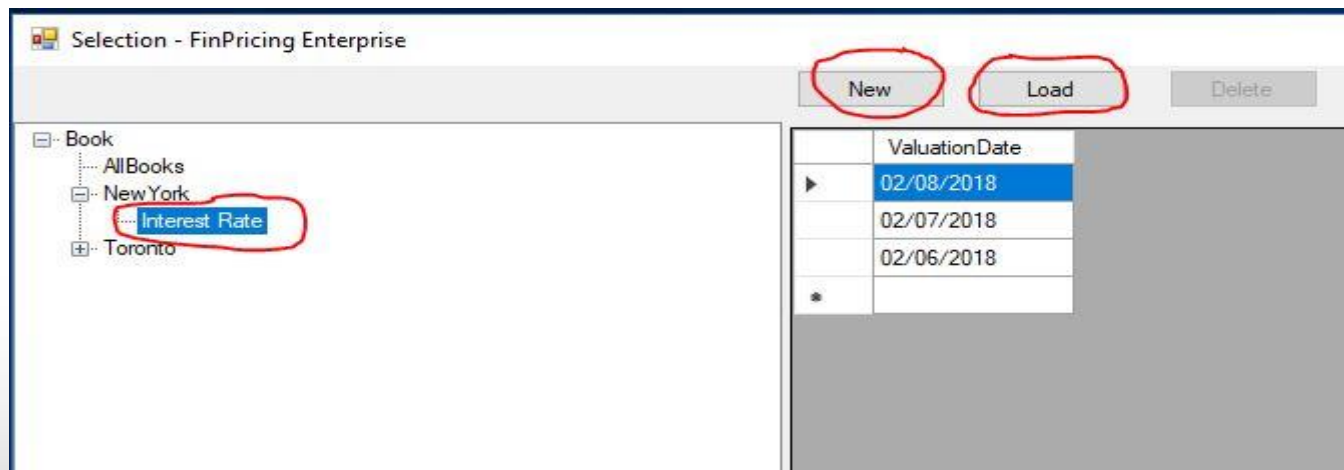 Selection - FinPricing Enterprise
New Load Delete
Book
AllBooks
NewYork
Interest Rate
Toronto
ValuationDate
02/08/2018
02/07/2018
02/06/2018